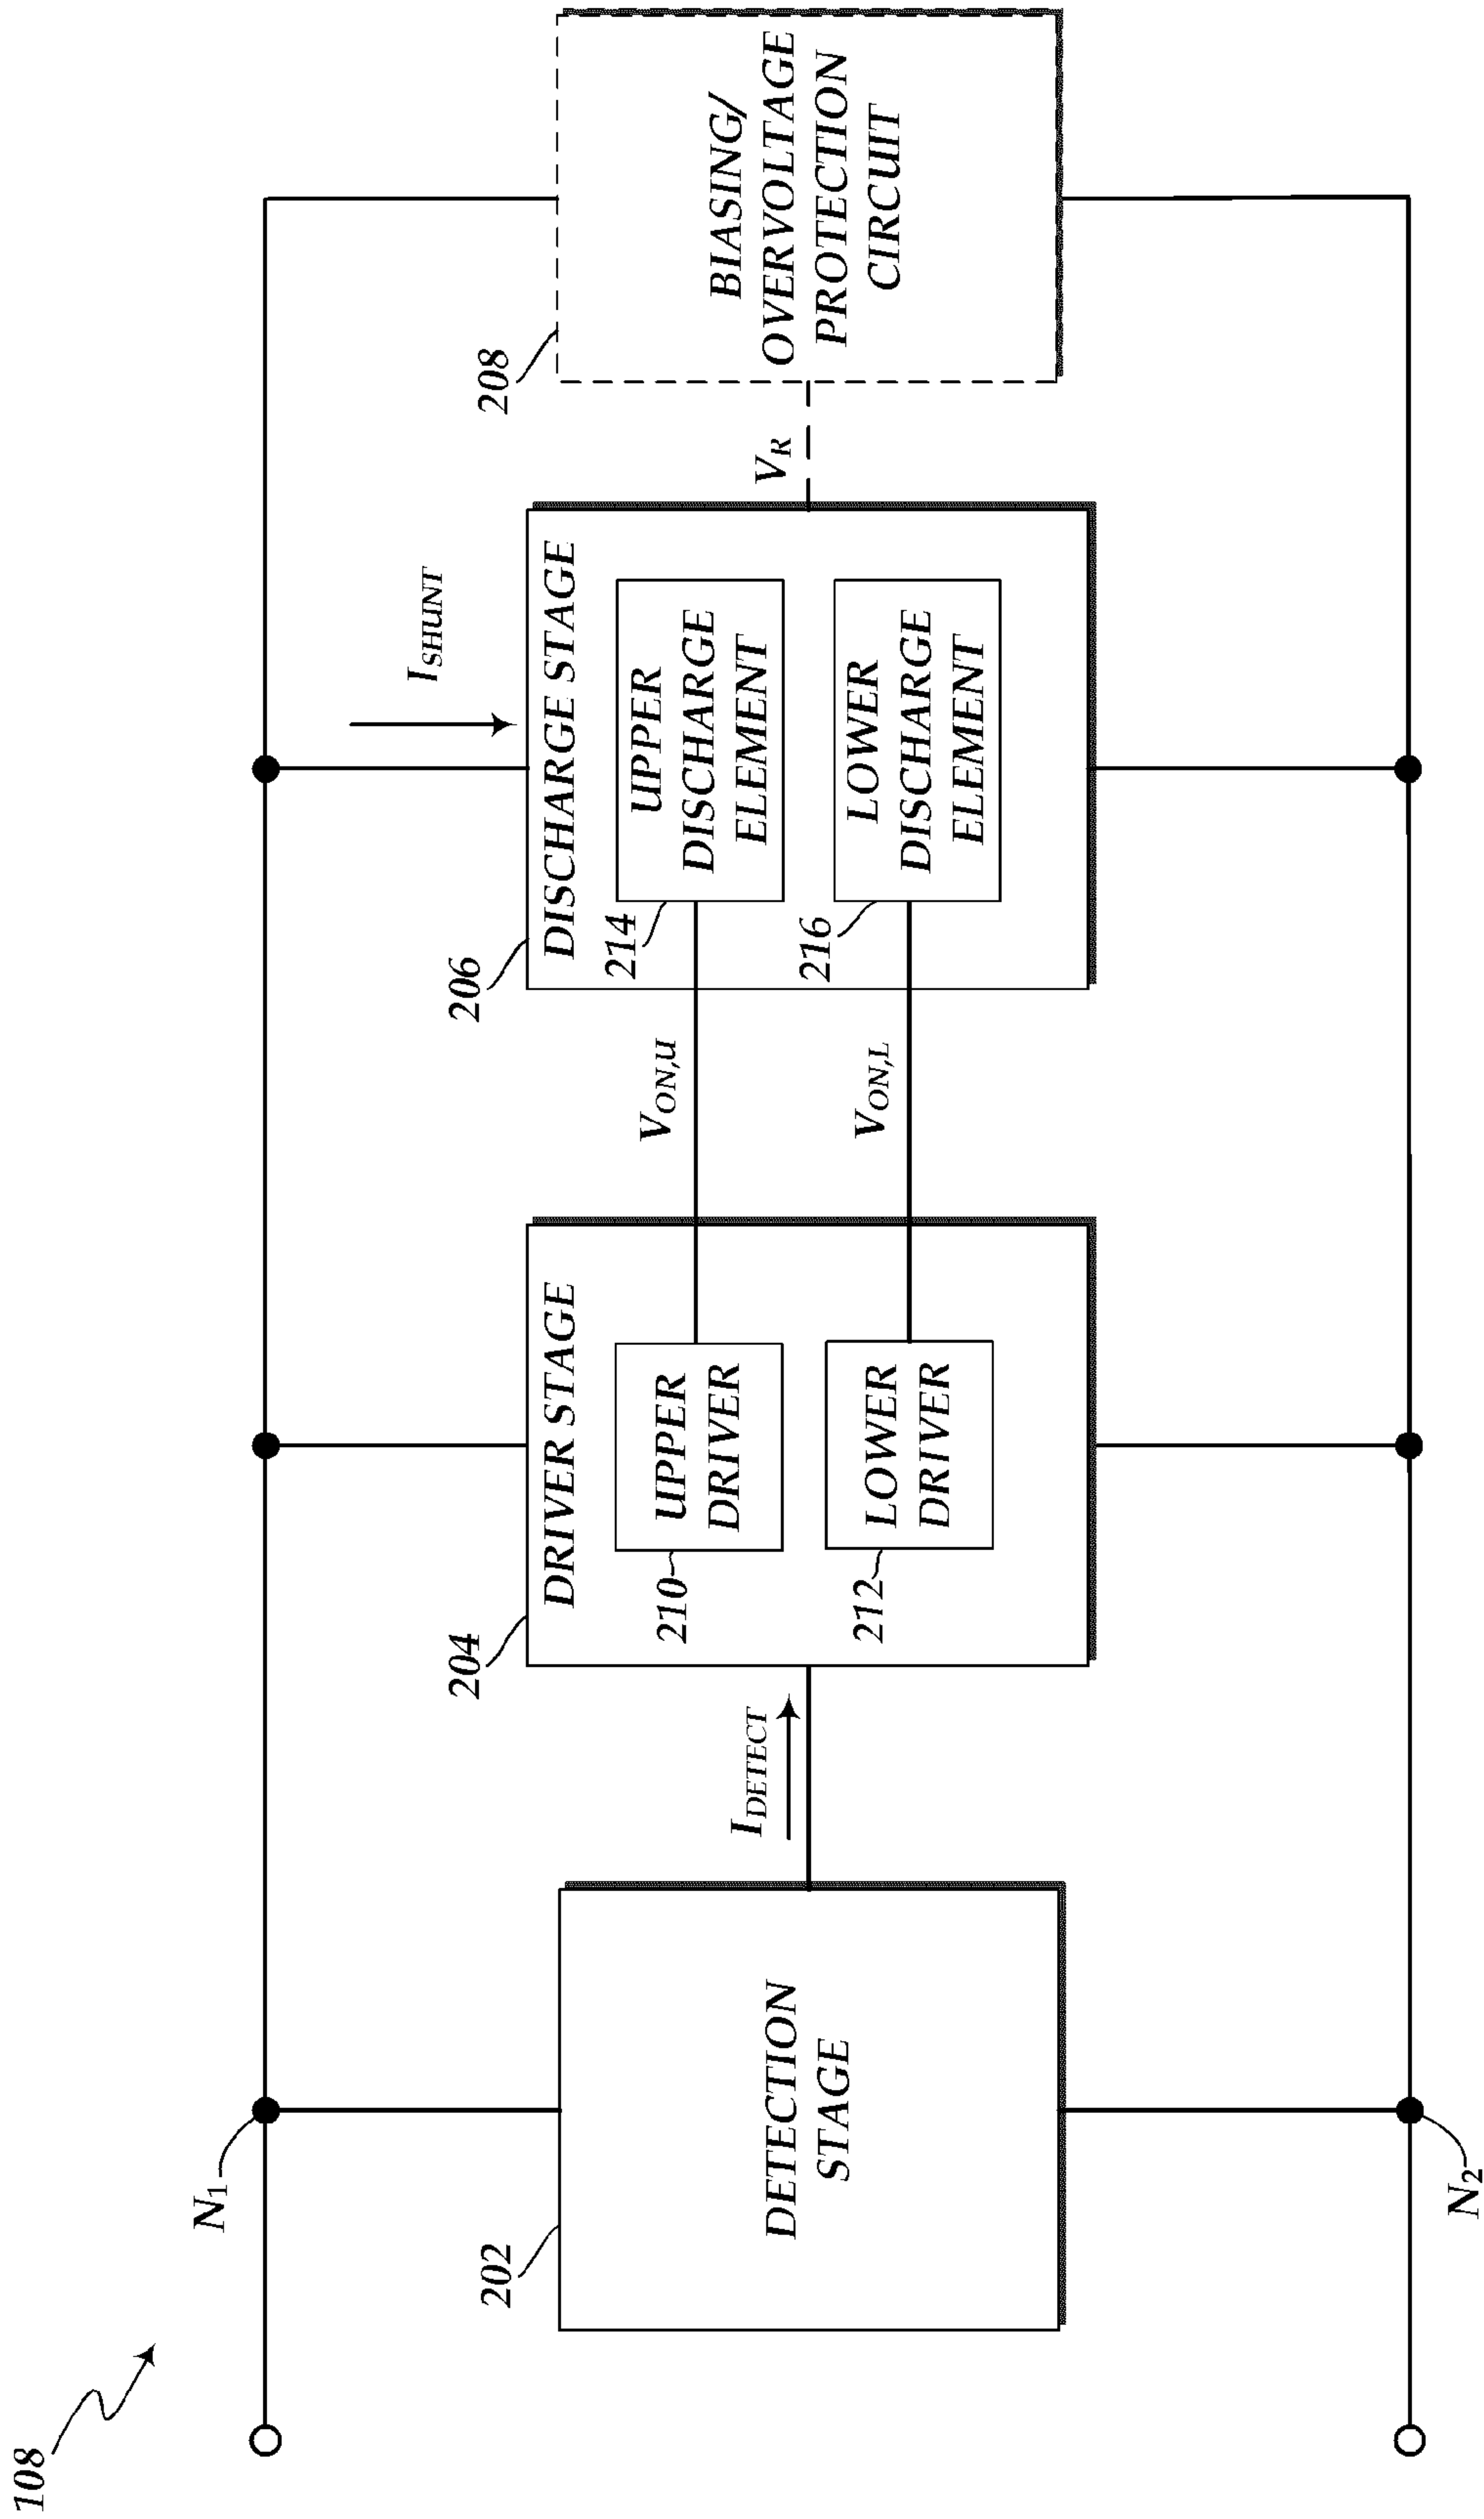 108
N1
N2
202
DETECTION
STAGE
IDETECT
204
DRIVER STAGE
210
UPPER
DRIVER
212
LOWER
DRIVER
VON,U
VON,L
206
DISCHARGE STAGE
214
UPPER
DISCHARGE
ELEMENT
216
LOWER
DISCHARGE
ELEMENT
ISHUNT
VR
208
BIASING/
OVERVOLTAGE
PROTECTION
CIRCUIT